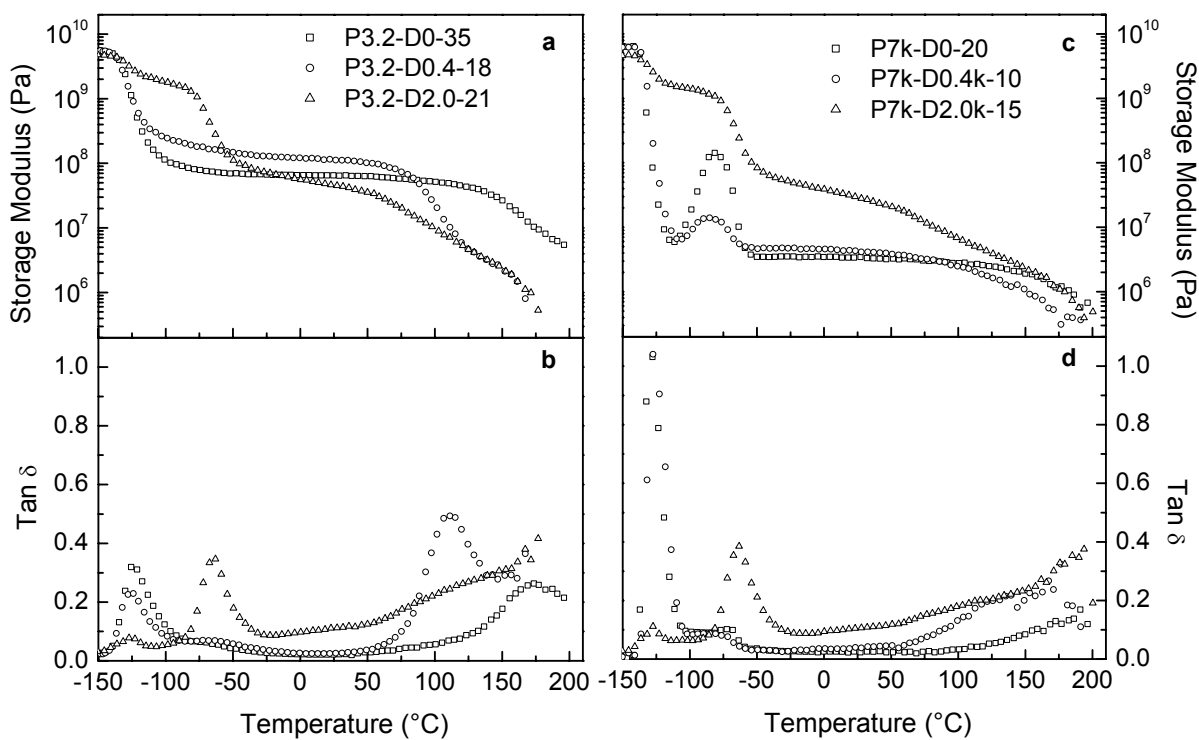 a
P3.2-D0-35
P3.2-D0.4-18
P3.2-D2.0-21
10^10
10^9
10^8
10^7
10^6
Storage Modulus (Pa)
c
P7k-D0-20
P7k-D0.4k-10
P7k-D2.0k-15
10^10
10^9
10^8
10^7
10^6
Storage Modulus (Pa)
b
1.0
0.8
0.6
0.4
0.2
0.0
Tan δ
-150 -100 -50 0 50 100 150 200
Temperature (°C)
d
1.0
0.8
0.6
0.4
0.2
0.0
Tan δ
-150 -100 -50 0 50 100 150 200
Temperature (°C)